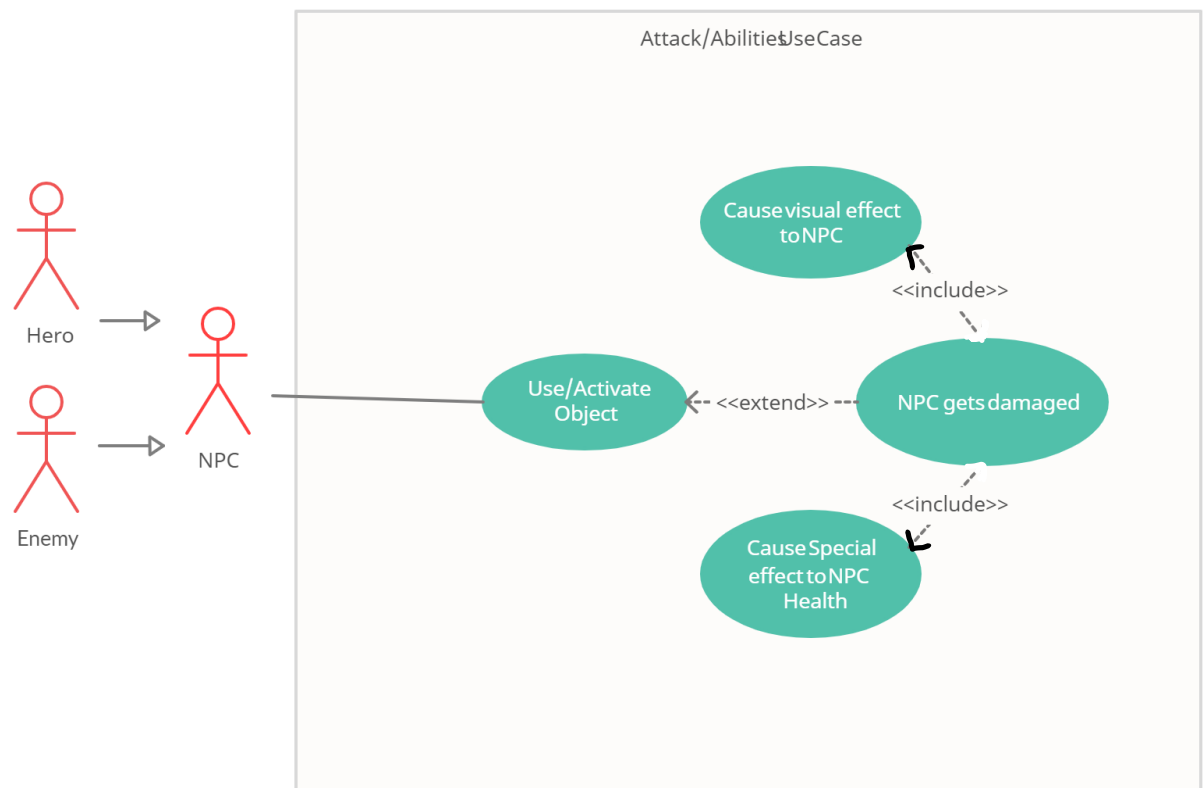 Attack/Abilities UseCase
Cause visual effect
to NPC
<<include>>
Hero
Use/Activate
Object
<<extend>>
NPC gets damaged
NPC
<<include>>
Enemy
Cause Special
effect to NPC
Health